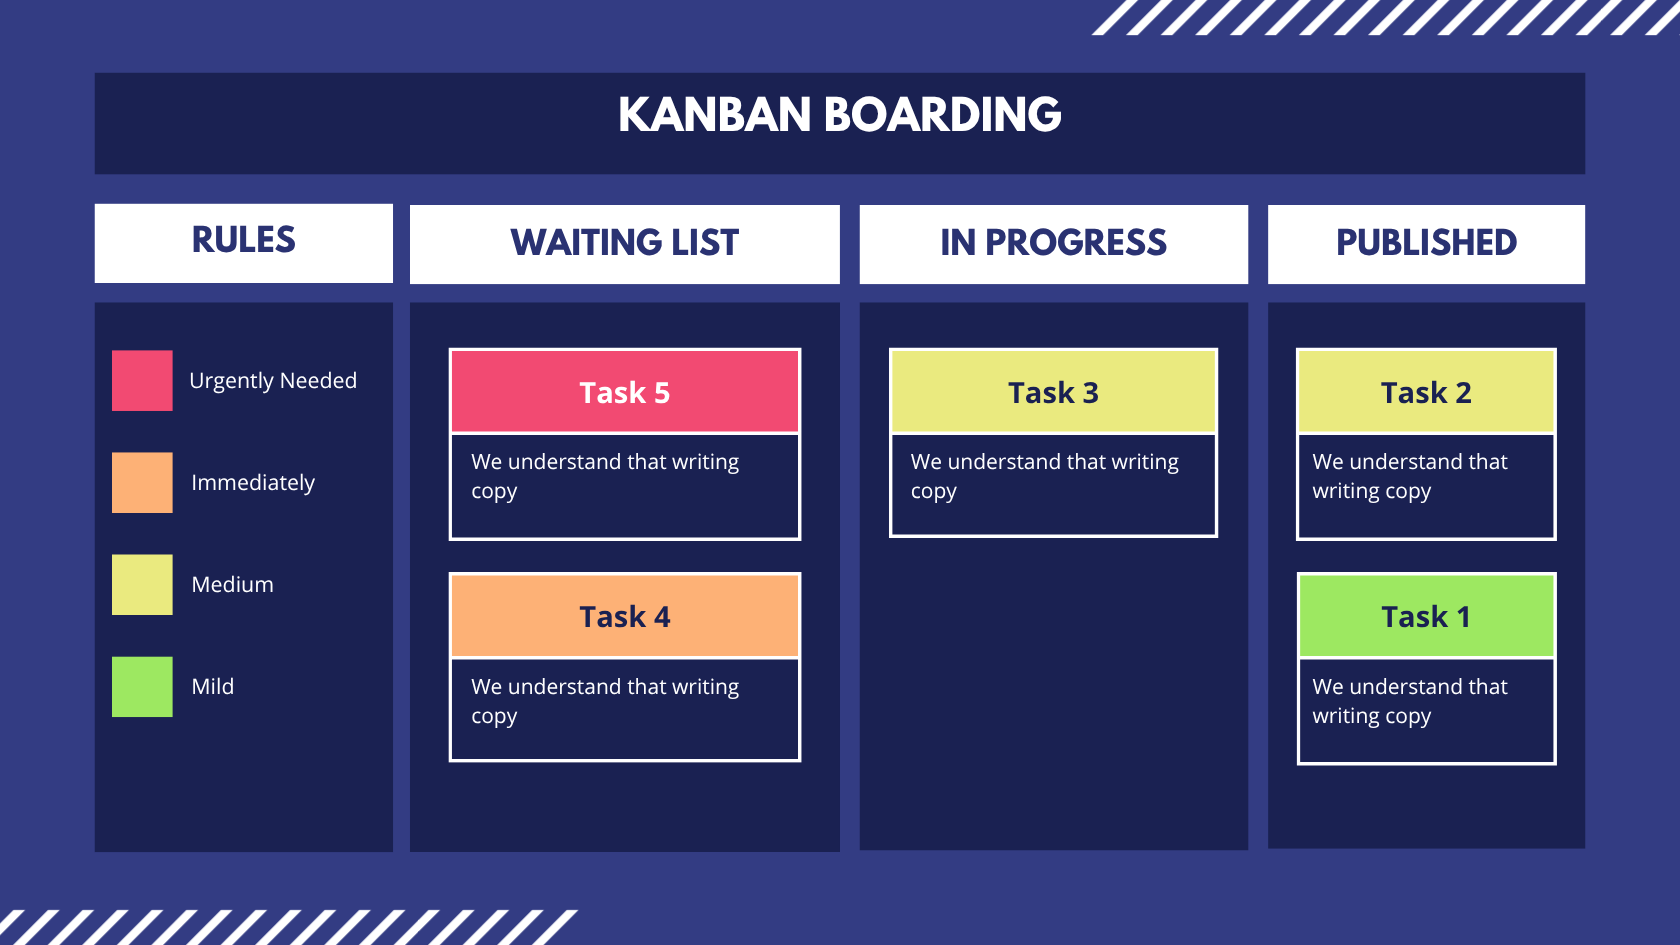 KANBAN BOARDING
RULES
Urgently Needed
Immediately
Medium
Mild
WAITING LIST
Task 5
We understand that writing
copy
Task 4
We understand that writing
copy
IN PROGRESS
Task 3
We understand that writing
copy
PUBLISHED
Task 2
We understand that
writing copy
Task 1
We understand that
writing copy